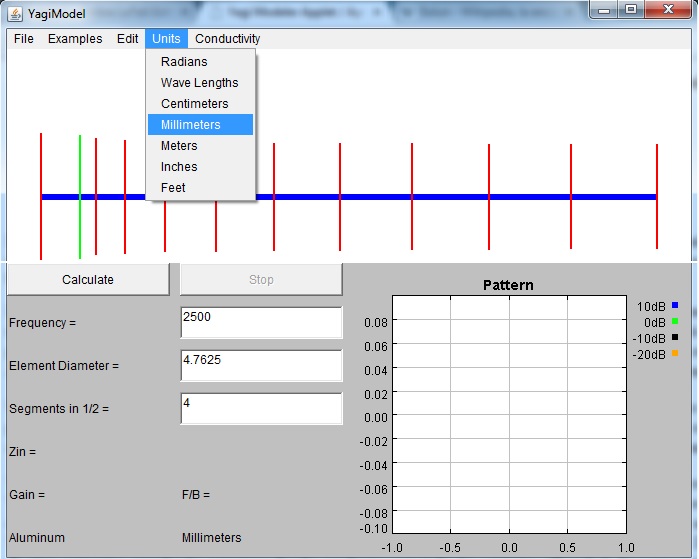 YagiModel
File Examples Edit Units Conductivity
Radians
Wave Lengths
Centimeters
Millimeters
Meters
Inches
Feet
Calculate Stop
Pattern
10dB
0dB
-10dB
-20dB
Frequency = 2500
Element Diameter = 4.7625
Segments in 1/2 = 4
Zin =
Gain = F/B =
Aluminum Millimeters
0.08
0.06
0.04
0.02
0.00
-0.02
-0.04
-0.06
-0.08
-0.10
-1.0 -0.5 0.0 0.5 1.0